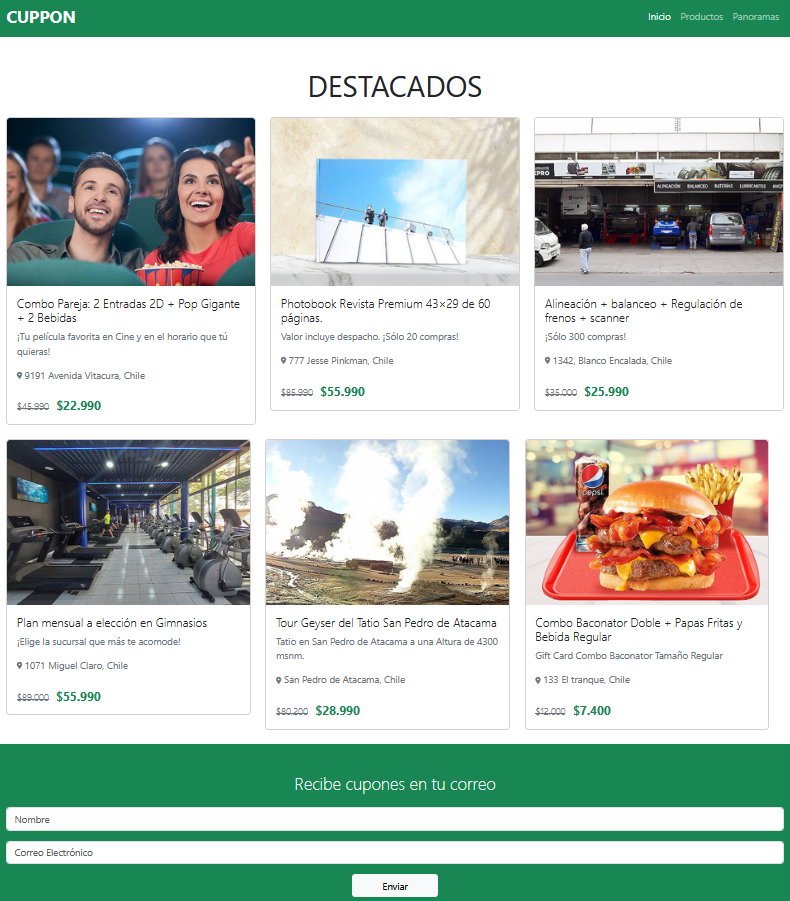 CUPPON
Inicio Productos Panoramas
DESTACADOS
ALINEACIÓN BALANCEO BATERÍAS LUBRICANTES
Combo Pareja: 2 Entradas 2D + Pop Gigante
+ 2 Bebidas
¡Tu película favorita en Cine y en el horario que tú
quieras!
9191 Avenida Vitacura, Chile
$45.990 $22.990
Photobook Revista Premium 43×29 de 60
páginas.
Valor incluye despacho. ¡Sólo 20 compras!
777 Jesse Pinkman, Chile
$85.990 $55.990
Alineación + balanceo + Regulación de
frenos + scanner
¡Sólo 300 compras!
1342, Blanco Encalada, Chile
$35.000 $25.990
Plan mensual a elección en Gimnasios
¡Elige la sucursal que más te acomode!
1071 Miguel Claro, Chile
$89.000 $55.990
Tour Geyser del Tatio San Pedro de Atacama
Tatio en San Pedro de Atacama a una Altura de 4300
msnm.
San Pedro de Atacama, Chile
$80.200 $28.990
pepsi
Combo Baconator Doble + Papas Fritas y
Bebida Regular
Gift Card Combo Baconator Tamaño Regular
133 El tranque, Chile
$12.000 $7.400
Recibe cupones en tu correo
Nombre
Correo Electrónico
Enviar